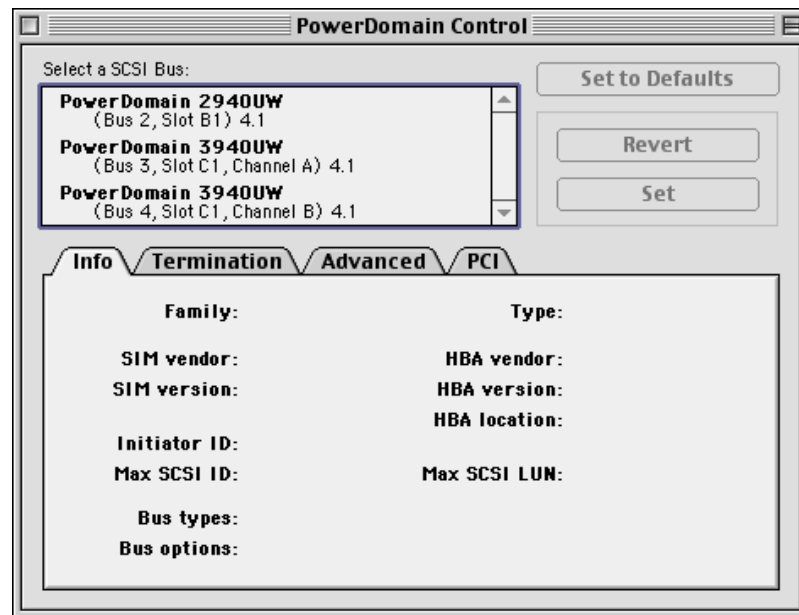 PowerDomain Control
Select a SCSI Bus:
PowerDomain 2940UW
(Bus 2, Slot B1) 4.1
PowerDomain 3940UW
(Bus 3, Slot C1, Channel A) 4.1
PowerDomain 3940UW
(Bus 4, Slot C1, Channel B) 4.1
Set to Defaults
Revert
Set
Info Termination Advanced PCI
Family: Type:
SIM vendor: HBA vendor:
SIM version: HBA version:
HBA location:
Initiator ID:
Max SCSI ID: Max SCSI LUN:
Bus types:
Bus options: